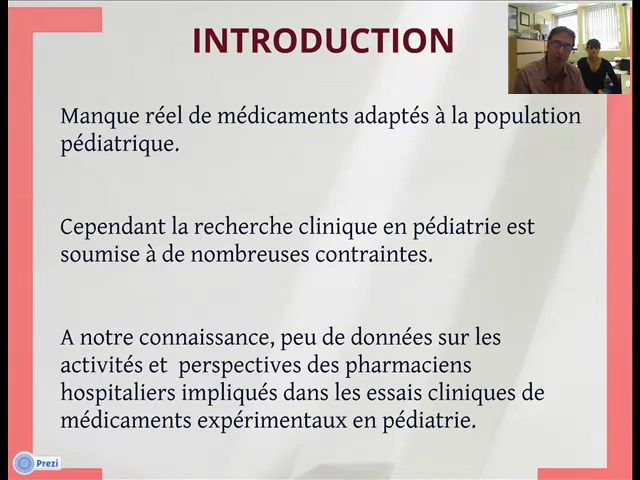 INTRODUCTION
Manque réel de médicaments adaptés à la population
pédiatrique.
Cependant la recherche clinique en pédiatrie est
soumise à de nombreuses contraintes.
A notre connaissance, peu de données sur les
activités et perspectives des pharmaciens
hospitaliers impliqués dans les essais cliniques de
médicaments expérimentaux en pédiatrie.
Prezi